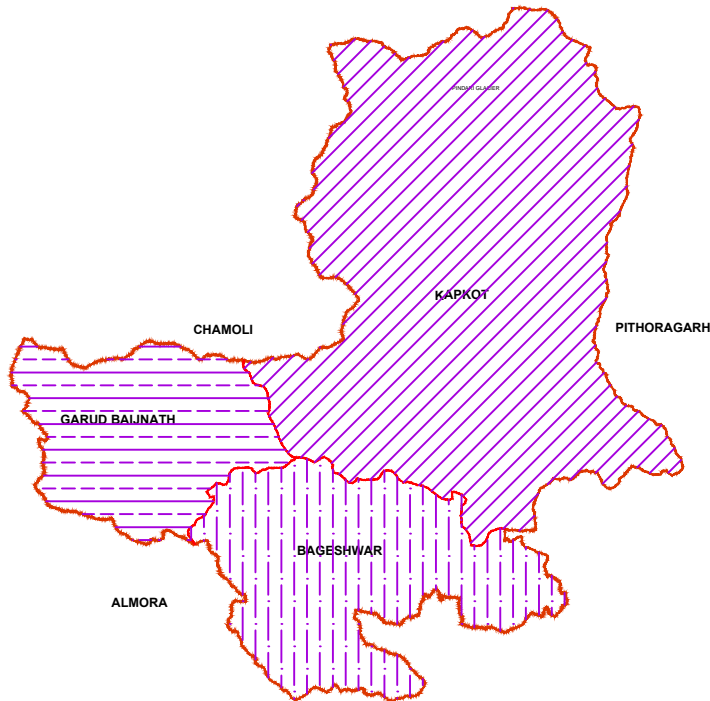 PINDARI GLACIER
KAPKOT
CHAMOLI
PITHORAGARH
GARUD BAIJNATH
BAGESHWAR
ALMORA